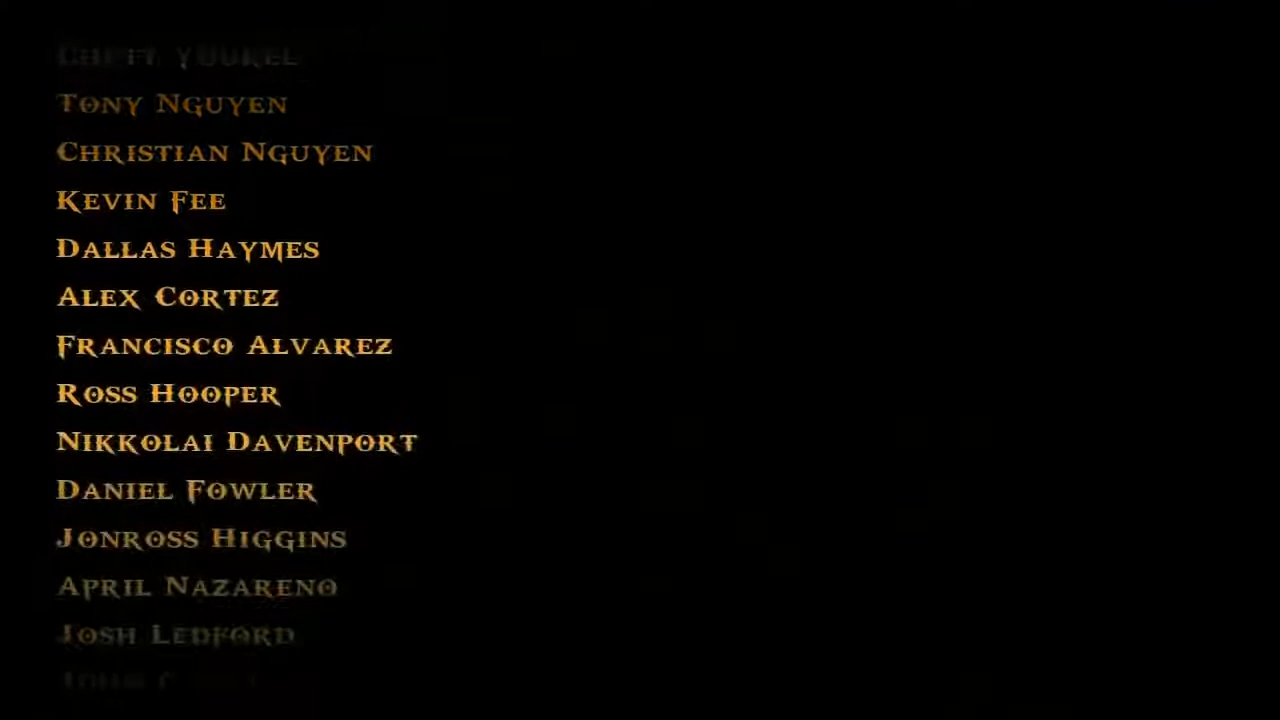 Tony Nguyen
Christian Nguyen
Kevin Fee
Dallas Haymes
Alex Cortez
Francisco Alvarez
Ross Hooper
Nikkolai Davenport
Daniel Fowler
Jonross Higgins
April Nazareno
Josh Ledford
John